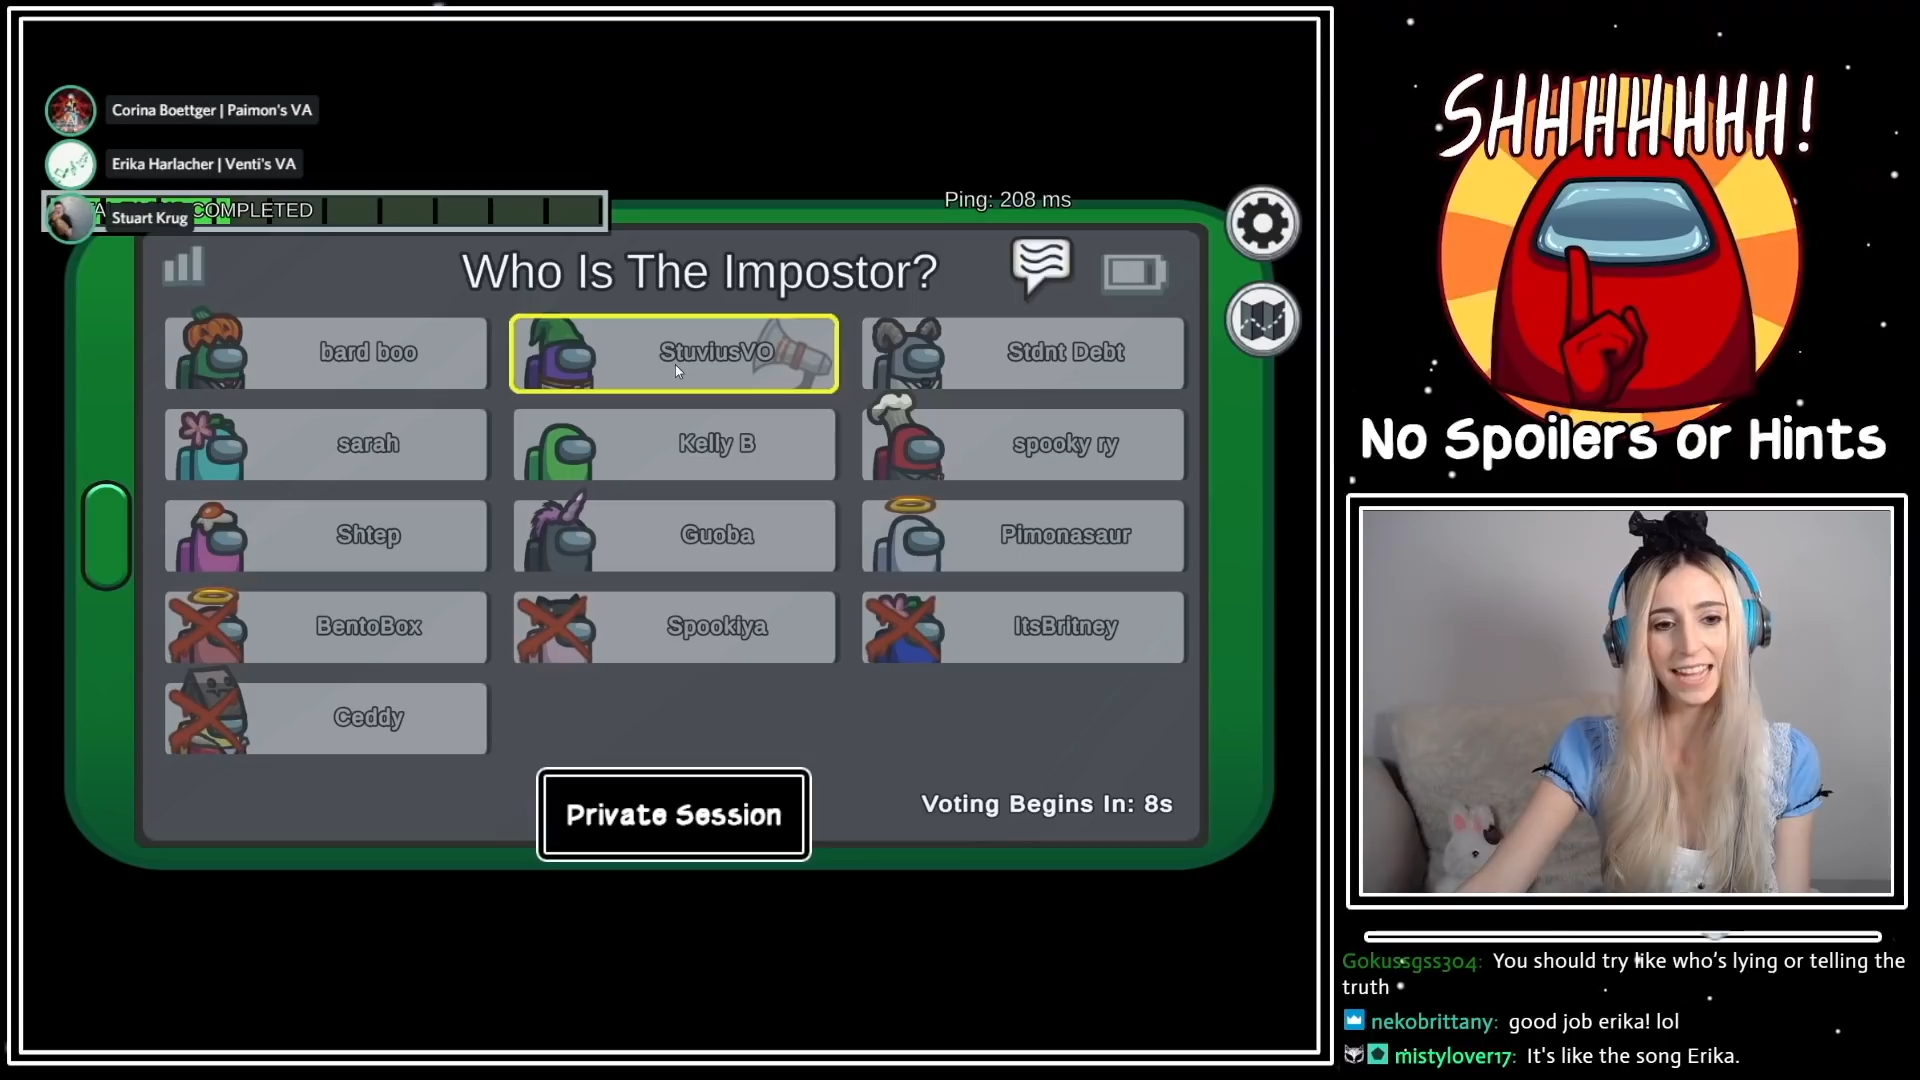 SHHHHHHH!
Corina Boettger | Paimon's VA
Erika Harlacher | Venti's VA
COMPLETED
Stuart Krug
Ping: 208 ms
Who Is The Impostor?
bard boo
StuviusVO
Stdnt Debt
sarah
Kelly B
spooky ry
No Spoilers or Hints
Shtep
Guoba
Pimonasaur
BentoBox
Spookiya
ItsBritney
Ceddy
Private Session
Voting Begins In: 8s
Gokussgss304: You should try like who's lying or telling the
truth
nekobrittany: good job erika! lol
mistylover17: It's like the song Erika.